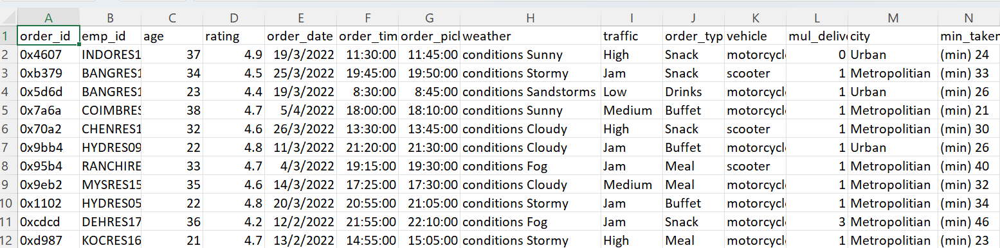 A B C D E F G H I J K L M N
1 order_id emp_id age rating order_date order_tim order_picl weather traffic order_typ vehicle mul_delive city min_taken
2 0x4607 INDORES1 37 4.9 19/3/2022 11:30:00 11:45:00 conditions Sunny High Snack motorcycl 0 Urban (min) 24
3 0xb379 BANGRES1 34 4.5 25/3/2022 19:45:00 19:50:00 conditions Stormy Jam Snack scooter 1 Metropolitian (min) 33
4 0x5d6d BANGRES1 23 4.4 19/3/2022 8:30:00 8:45:00 conditions Sandstorms Low Drinks motorcycl 1 Urban (min) 26
5 0x7a6a COIMBRES 38 4.7 5/4/2022 18:00:00 18:10:00 conditions Sunny Medium Buffet motorcycl 1 Metropolitian (min) 21
6 0x70a2 CHENRES1 32 4.6 26/3/2022 13:30:00 13:45:00 conditions Cloudy High Snack scooter 1 Metropolitian (min) 30
7 0x9bb4 HYDRES09 22 4.8 11/3/2022 21:20:00 21:30:00 conditions Cloudy Jam Buffet motorcycl 1 Urban (min) 26
8 0x95b4 RANCHIRE 33 4.7 4/3/2022 19:15:00 19:30:00 conditions Fog Jam Meal scooter 1 Metropolitian (min) 40
9 0x9eb2 MYSRES15 35 4.6 14/3/2022 17:25:00 17:30:00 conditions Cloudy Medium Meal motorcycl 1 Metropolitian (min) 32
10 0x1102 HYDRES05 22 4.8 20/3/2022 20:55:00 21:05:00 conditions Stormy Jam Buffet motorcycl 1 Metropolitian (min) 34
11 0xcdcd DEHRES17 36 4.2 12/2/2022 21:55:00 22:10:00 conditions Fog Jam Snack motorcycl 3 Metropolitian (min) 46
12 0xd987 KOCRES16 21 4.7 13/2/2022 14:55:00 15:05:00 conditions Stormy High Meal motorcycl 1 Metropolitian (min) 23